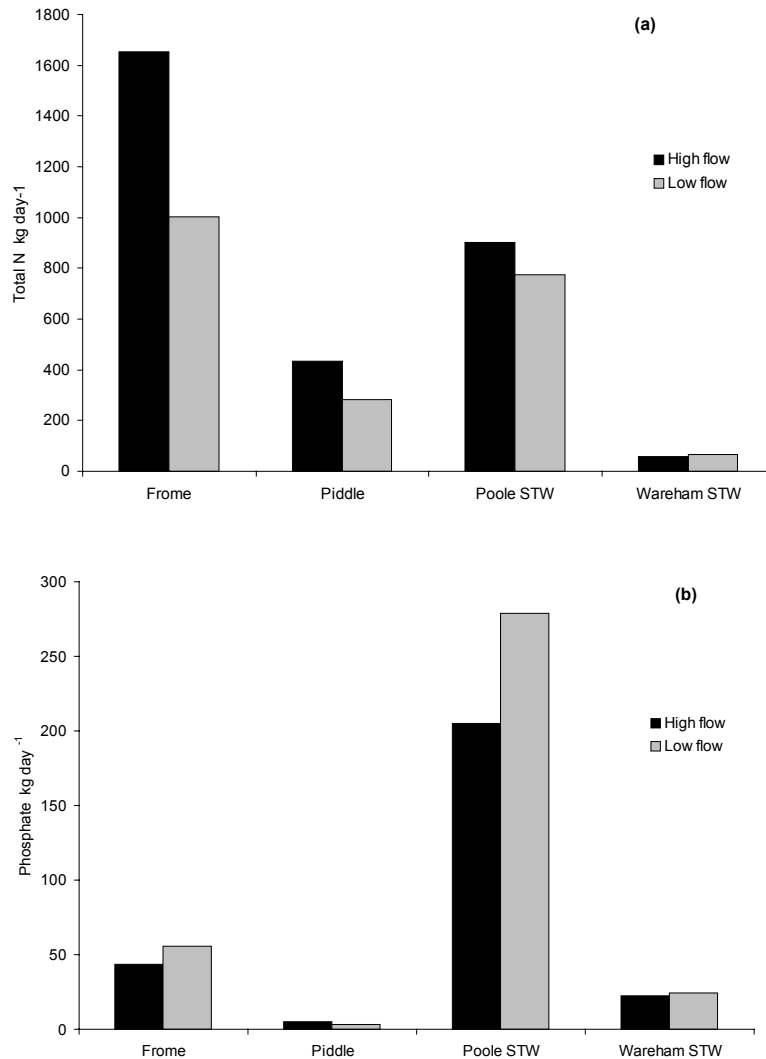 (a)
1800
1600
1400
1200
1000
800
600
400
200
0
Total N kg day-1
High flow
Low flow
Frome Piddle Poole STW Wareham STW
(b)
300
250
200
150
100
50
0
Phosphate kg day -1
High flow
Low flow
Frome Piddle Poole STW Wareham STW